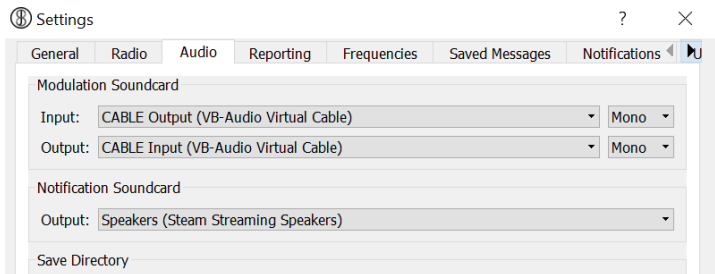 Settings
General Radio Audio Reporting Frequencies Saved Messages Notifications
Modulation Soundcard
Input: CABLE Output (VB-Audio Virtual Cable) Mono
Output: CABLE Input (VB-Audio Virtual Cable) Mono
Notification Soundcard
Output: Speakers (Steam Streaming Speakers)
Save Directory